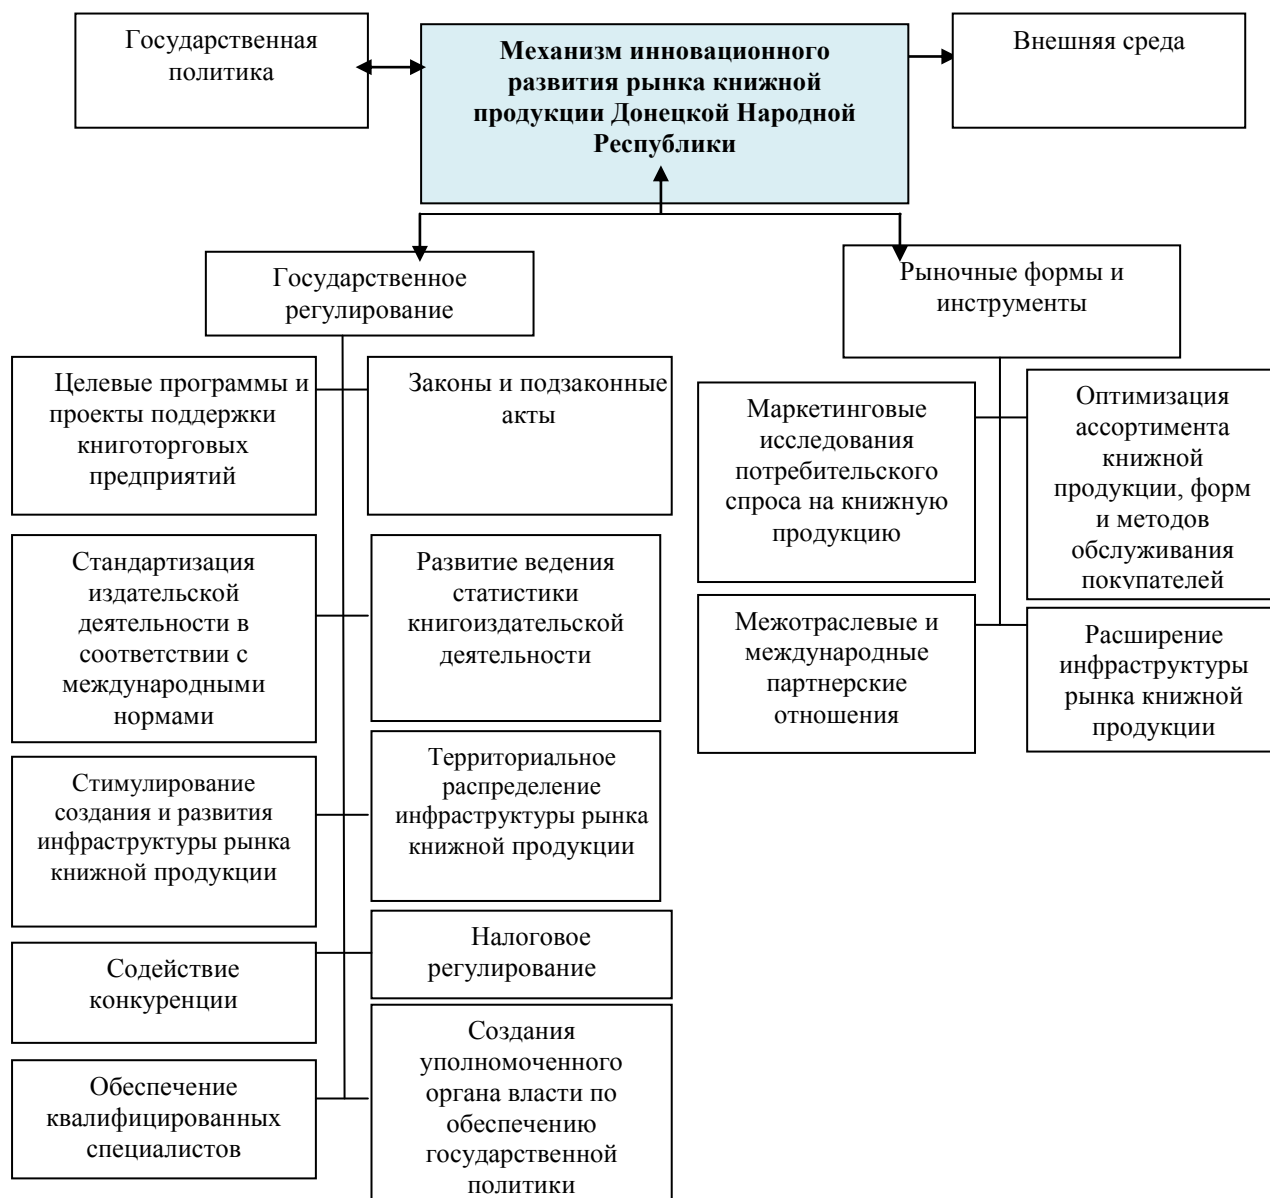 Государственная
политика
Механизм инновационного
развития рынка книжной
продукции Донецкой Народной
Республики
Внешняя среда
Государственное
регулирование
Рыночные формы и
инструменты
Целевые программы и
проекты поддержки
книготорговых
предприятий
Законы и подзаконные
акты
Маркетинговые
исследования
потребительского
спроса на книжную
продукцию
Оптимизация
ассортимента
книжной
продукции, форм
и методов
обслуживания
покупателей
Стандартизация
издательской
деятельности в
соответствии с
международными
нормами
Развитие ведения
статистики
книгоиздательской
деятельности
Межотраслевые и
международные
партнерские
отношения
Расширение
инфраструктуры
рынка книжной
продукции
Стимулирование
создания и развития
инфраструктуры рынка
книжной продукции
Территориальное
распределение
инфраструктуры рынка
книжной продукции
Содействие
конкуренции
Налоговое
регулирование
Обеспечение
квалифицированных
специалистов
Создания
уполномоченного
органа власти по
обеспечению
государственной
политики